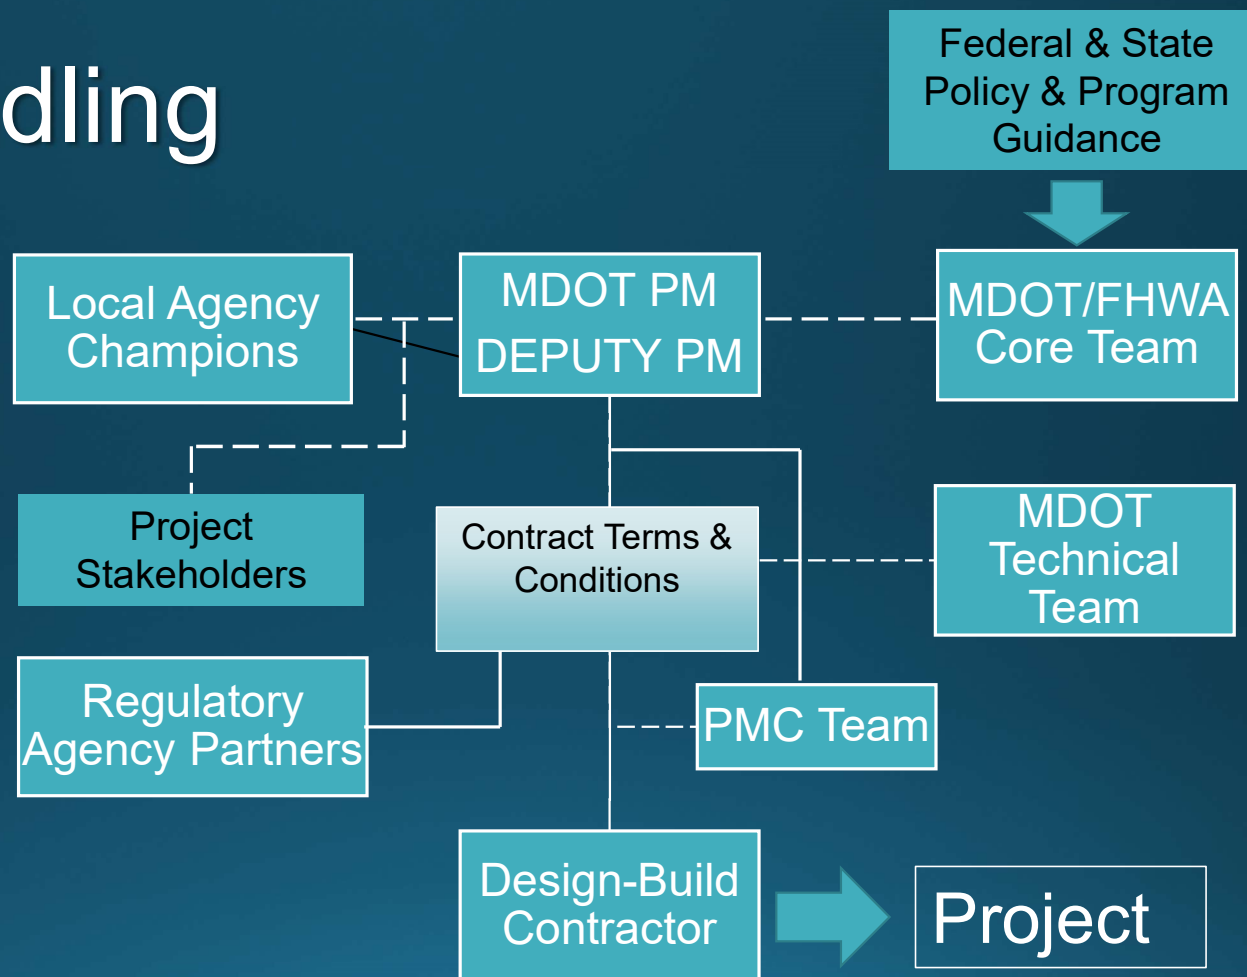 dling
Federal & State
Policy & Program
Guidance
Local Agency
Champions
MDOT PM
DEPUTY PM
MDOT/FHWA
Core Team
Project
Stakeholders
Contract Terms &
Conditions
MDOT
Technical
Team
Regulatory
Agency Partners
PMC Team
Design-Build
Contractor
Project